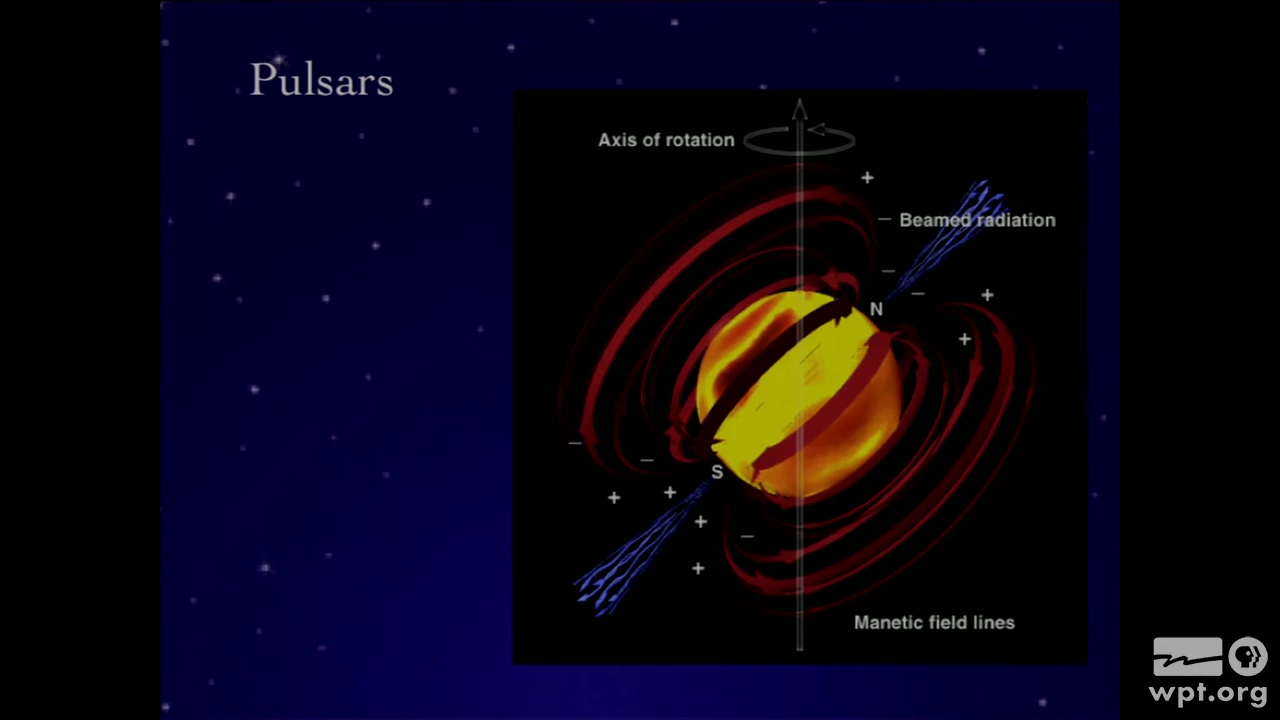 Pulsars
Axis of rotation
+
– Beamed radiation
–
– +
N
+
–
–
S
+ +
+
–
+
Manetic field lines
wpt.org